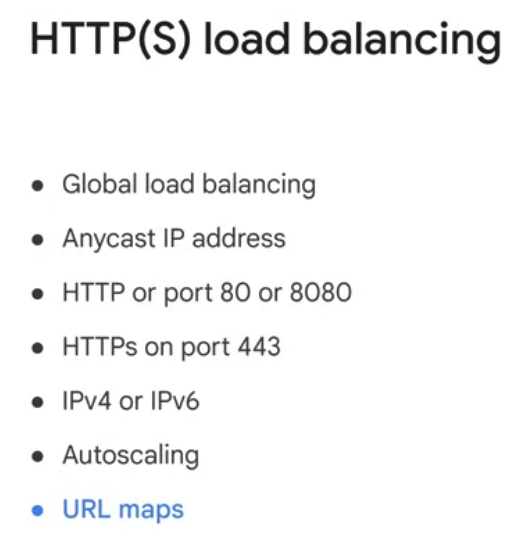 HTTP(S) load balancing
• Global load balancing
• Anycast IP address
• HTTP or port 80 or 8080
• HTTPs on port 443
• IPv4 or IPv6
• Autoscaling
• URL maps